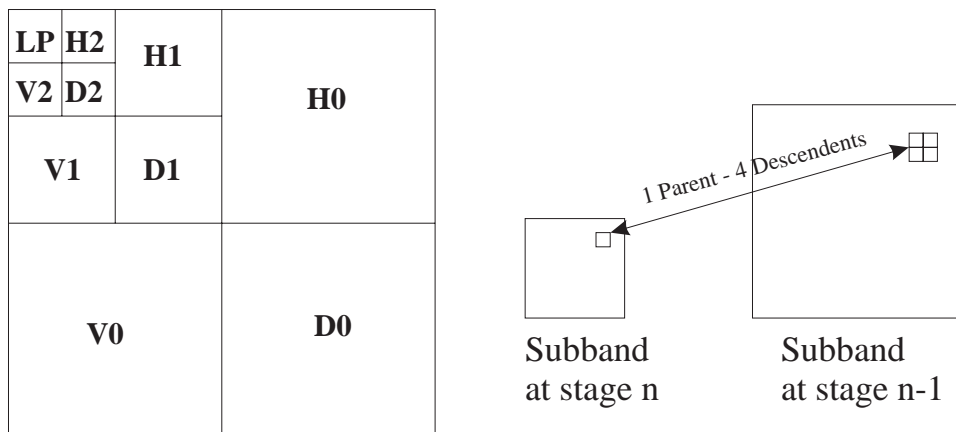 LP H2
H1
H0
V2 D2
V1
D1
V0
D0
1 Parent - 4 Descendents
Subband
at stage n
Subband
at stage n-1